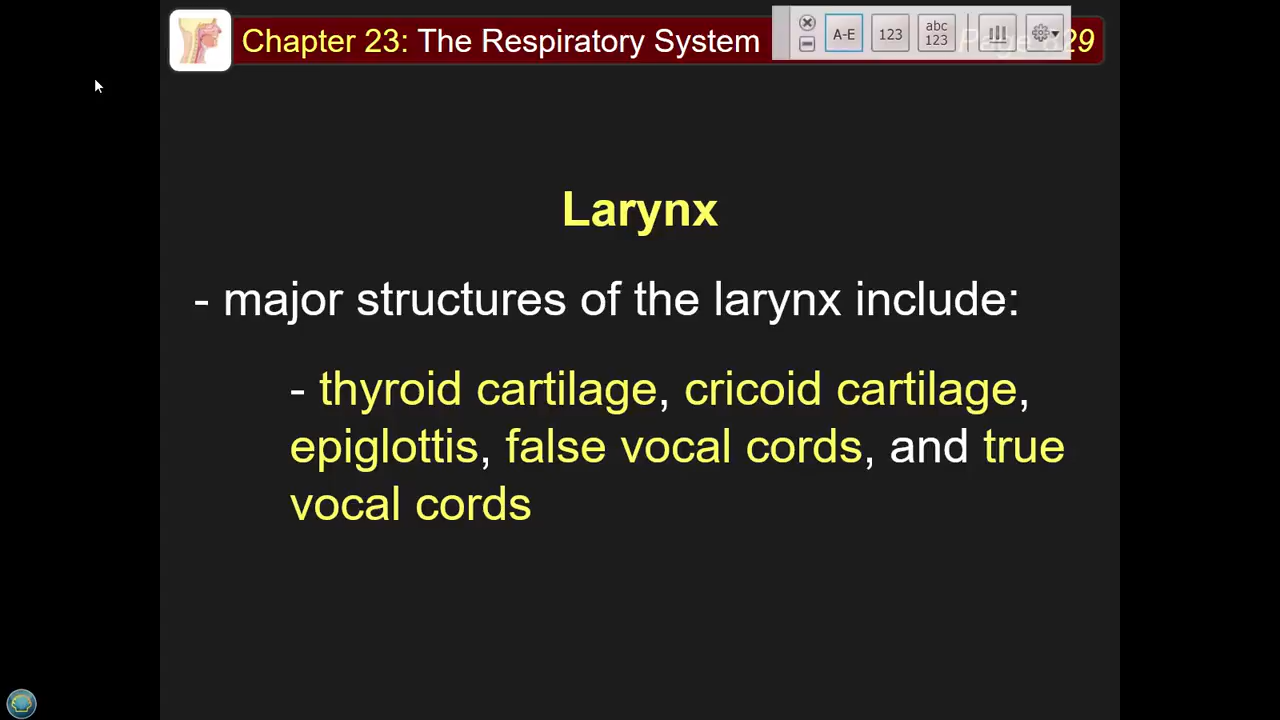 Chapter 23: The Respiratory System
A-E
123
abc
123
29
Larynx
- major structures of the larynx include:
- thyroid cartilage, cricoid cartilage,
epiglottis, false vocal cords, and true
vocal cords